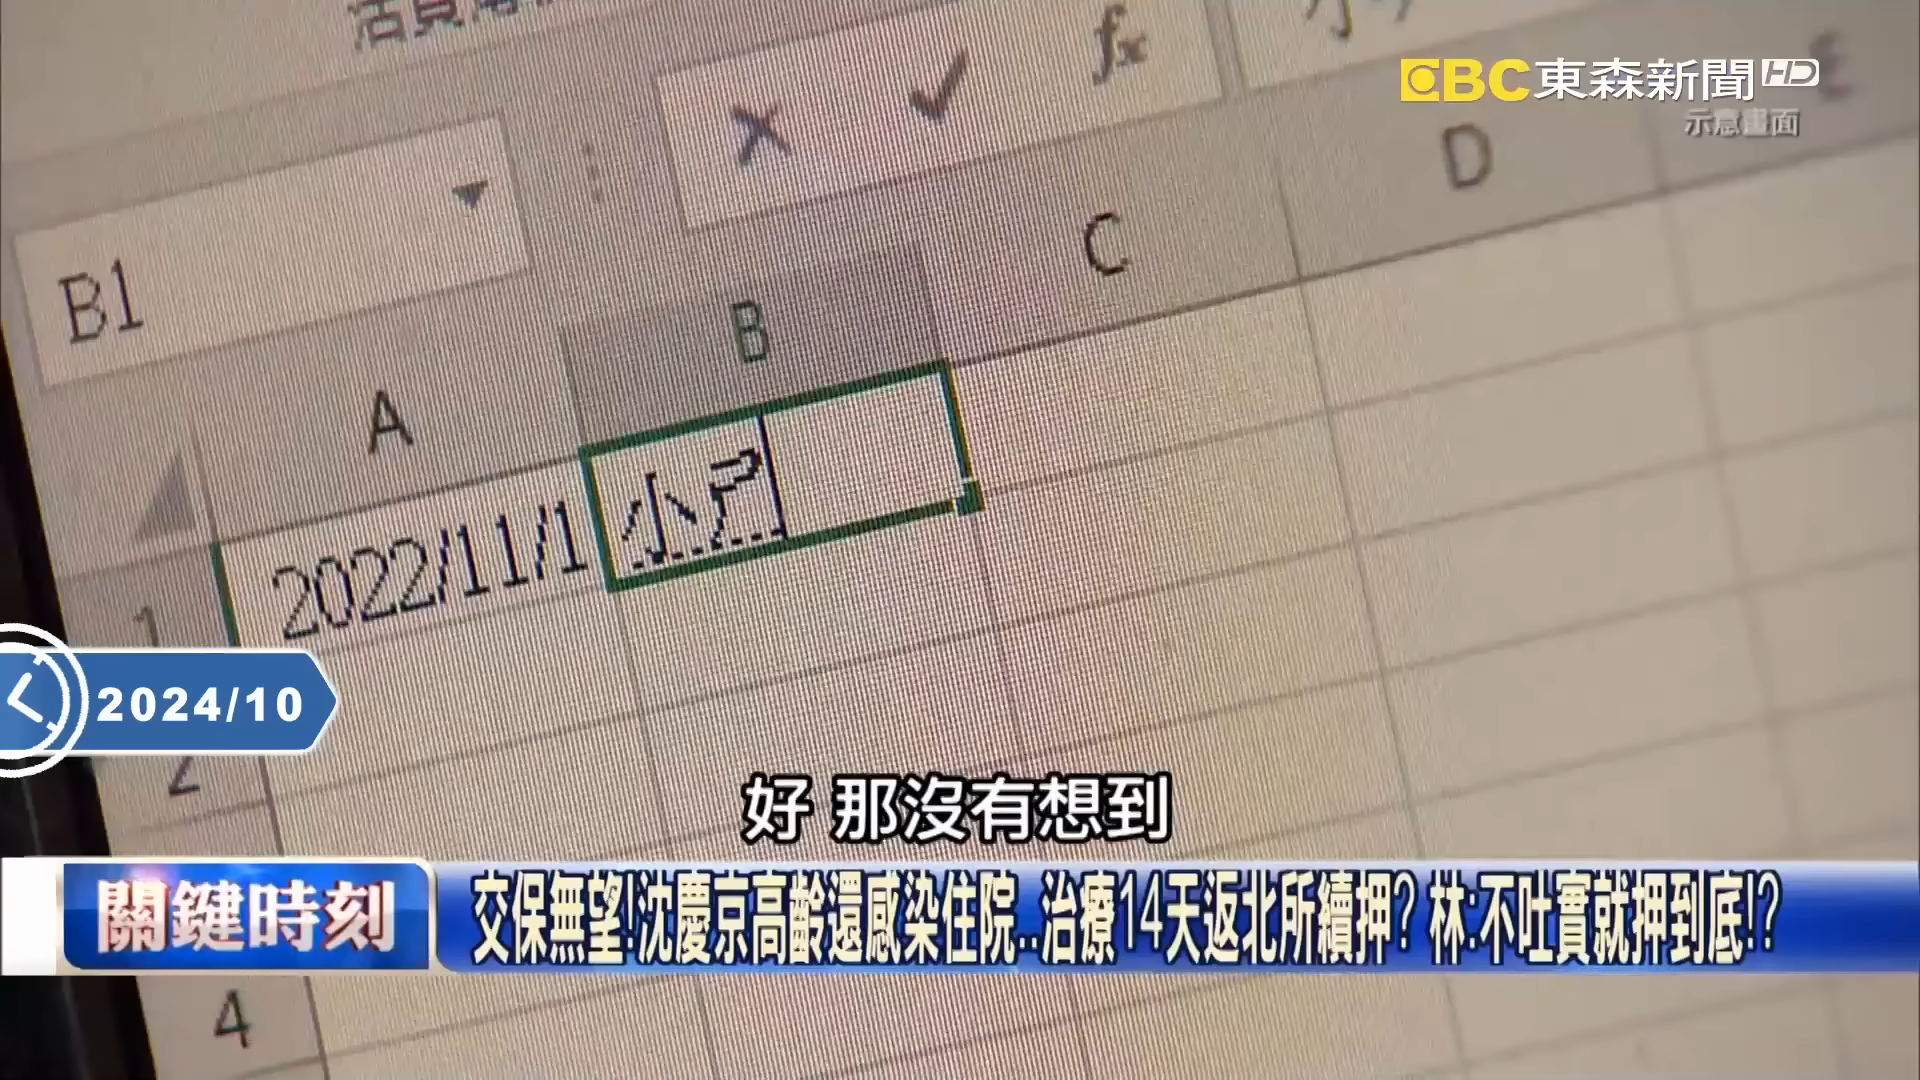 EBC東森新聞HD
示意畫面
fx
B1
A
B
C
D
E
1
2022/11/1
小ㄕ
2
4
2024/10
好 那沒有想到
關鍵時刻
交保無望!沈慶京高齡還感染住院..治療14天返北所續押? 林:不吐實就押到底!?